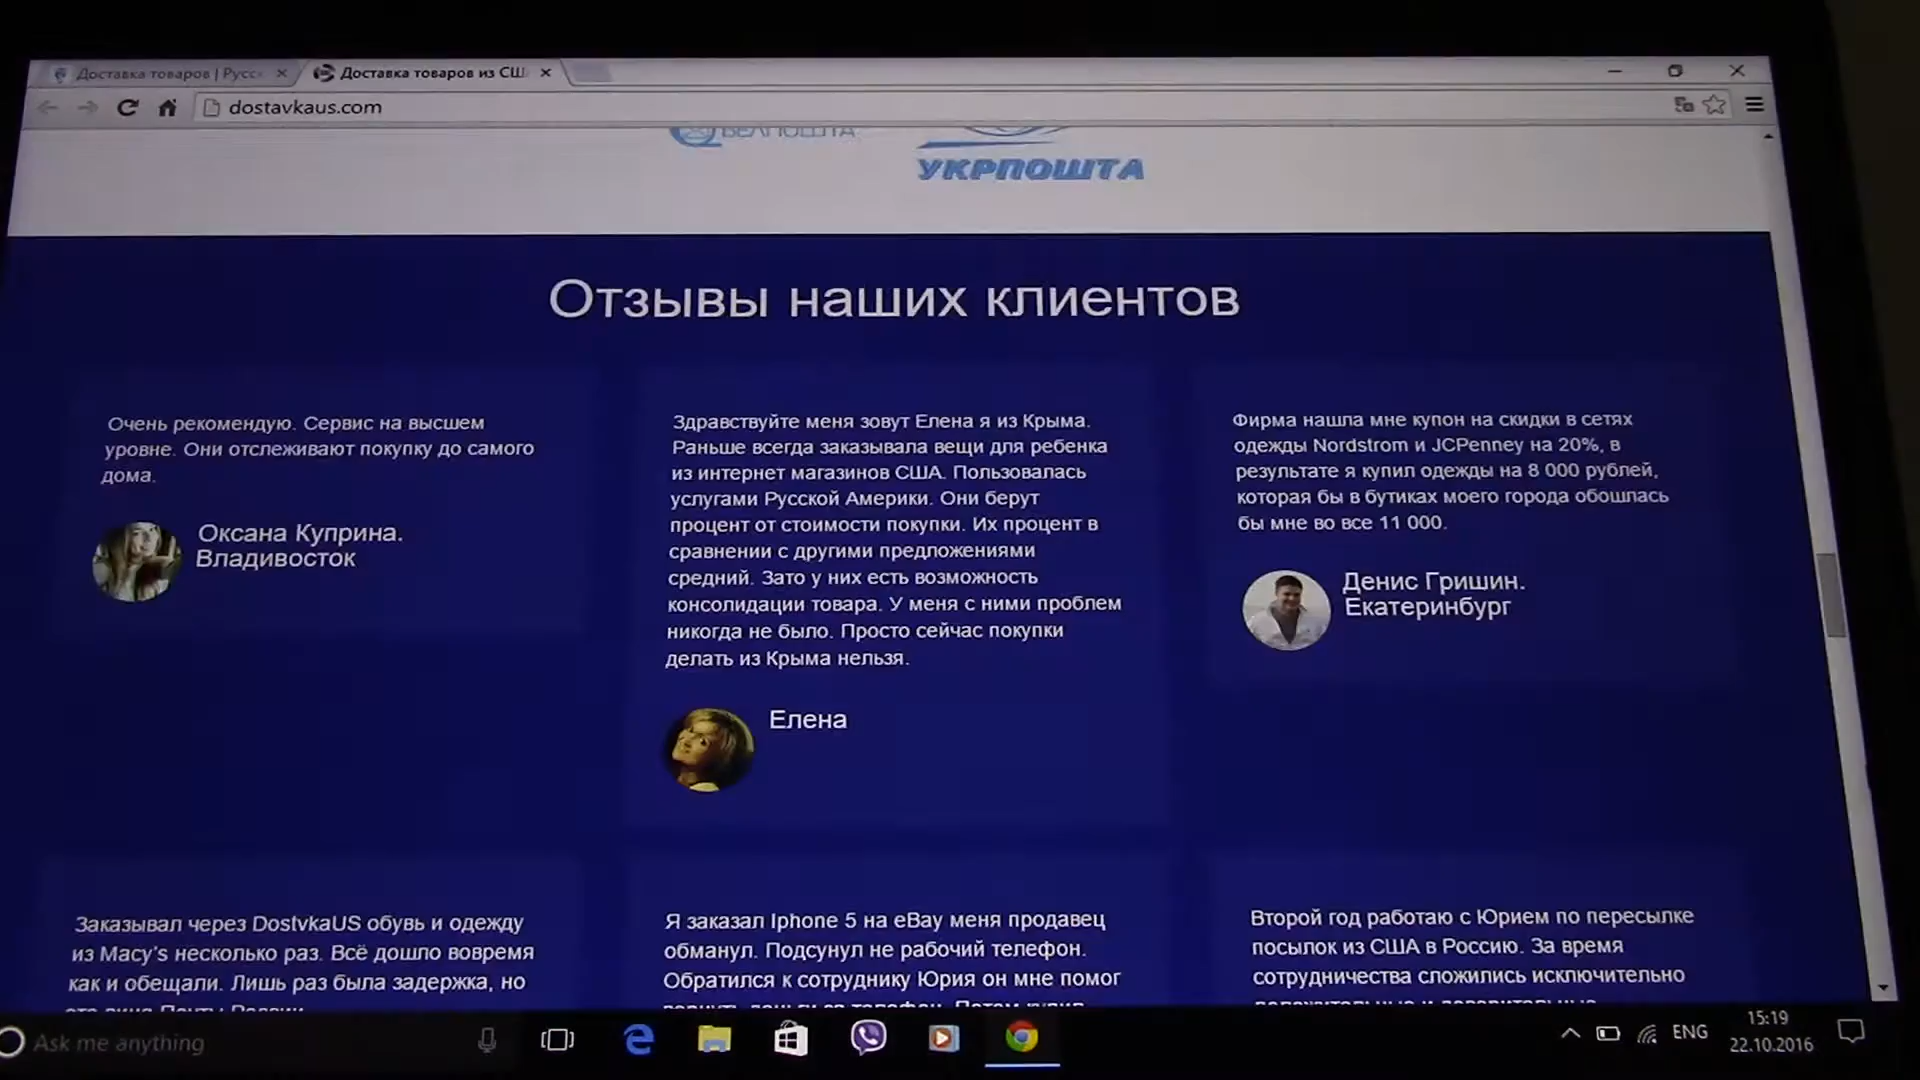 Доставка товаров | Русс
Доставка товаров из СШ
dostavkaus.com
БЕЛПОШТА
УКРПОШТА
Отзывы наших клиентов
Очень рекомендую. Сервис на высшем
уровне. Они отслеживают покупку до самого
дома.
Оксана Куприна.
Владивосток
Здравствуйте меня зовут Елена я из Крыма.
Раньше всегда заказывала вещи для ребенка
из интернет магазинов США. Пользовалась
услугами Русской Америки. Они берут
процент от стоимости покупки. Их процент в
сравнении с другими предложениями
средний. Зато у них есть возможность
консолидации товара. У меня с ними проблем
никогда не было. Просто сейчас покупки
делать из Крыма нельзя.
Елена
Фирма нашла мне купон на скидки в сетях
одежды Nordstrom и JCPenney на 20%, в
результате я купил одежды на 8 000 рублей,
которая бы в бутиках моего города обошлась
бы мне во все 11 000.
Денис Гришин.
Екатеринбург
Заказывал через DostvkaUS обувь и одежду
из Macy's несколько раз. Всё дошло вовремя
как и обещали. Лишь раз была задержка, но
Я заказал Iphone 5 на eBay меня продавец
обманул. Подсунул не рабочий телефон.
Обратился к сотруднику Юрия он мне помог
Второй год работаю с Юрием по пересылке
посылок из США в Россию. За время
сотрудничества сложились исключительно
Ask me anything
ENG
15:19
22.10.2016